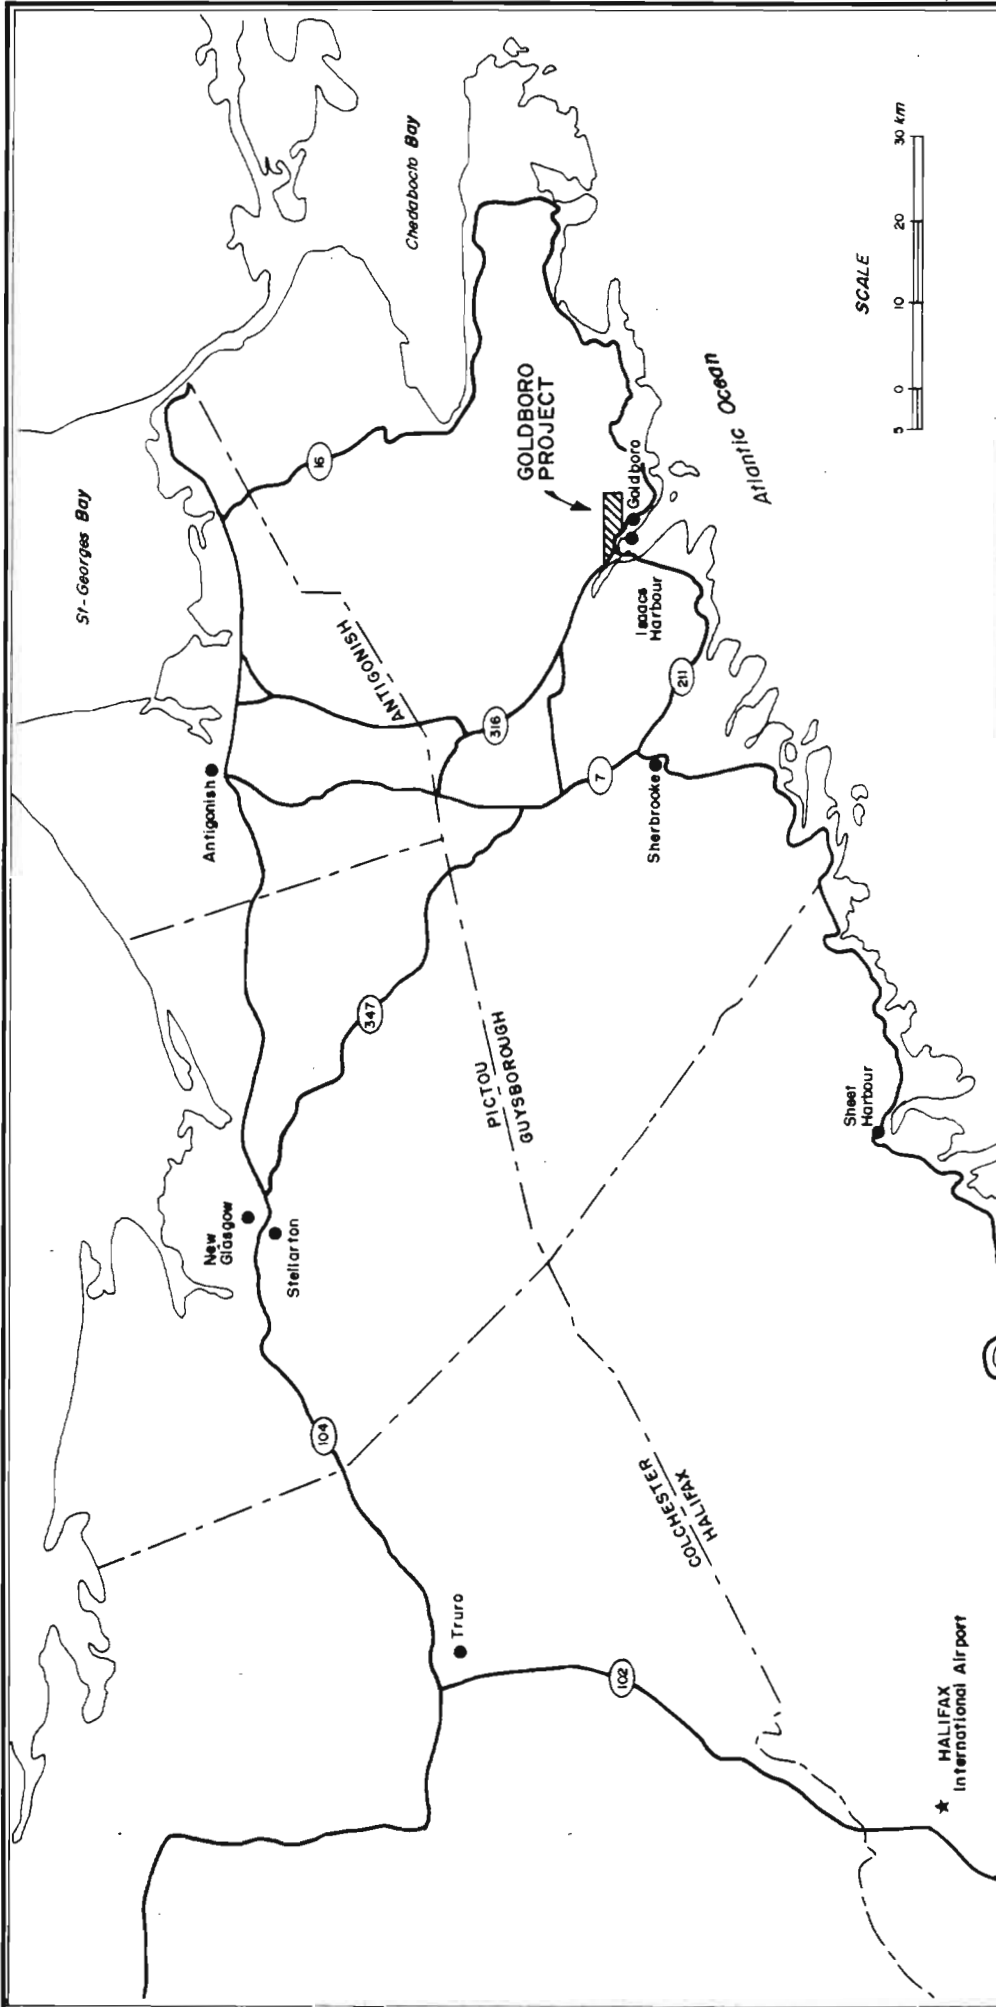 St-Georges Bay
Chedabucto Bay
Antigonish
ANTIGONISH
16
GOLDBORO
PROJECT
Goldboro
Isaacs
Harbour
Atlantic Ocean
SCALE
5 0 10 20 30 km
316
211
7
Sherbrooke
347
PICTOU
GUYSBOROUGH
Sheet
Harbour
New
Glasgow
Stellarton
104
COLCHESTER
HALIFAX
Truro
102
HALIFAX
International Airport